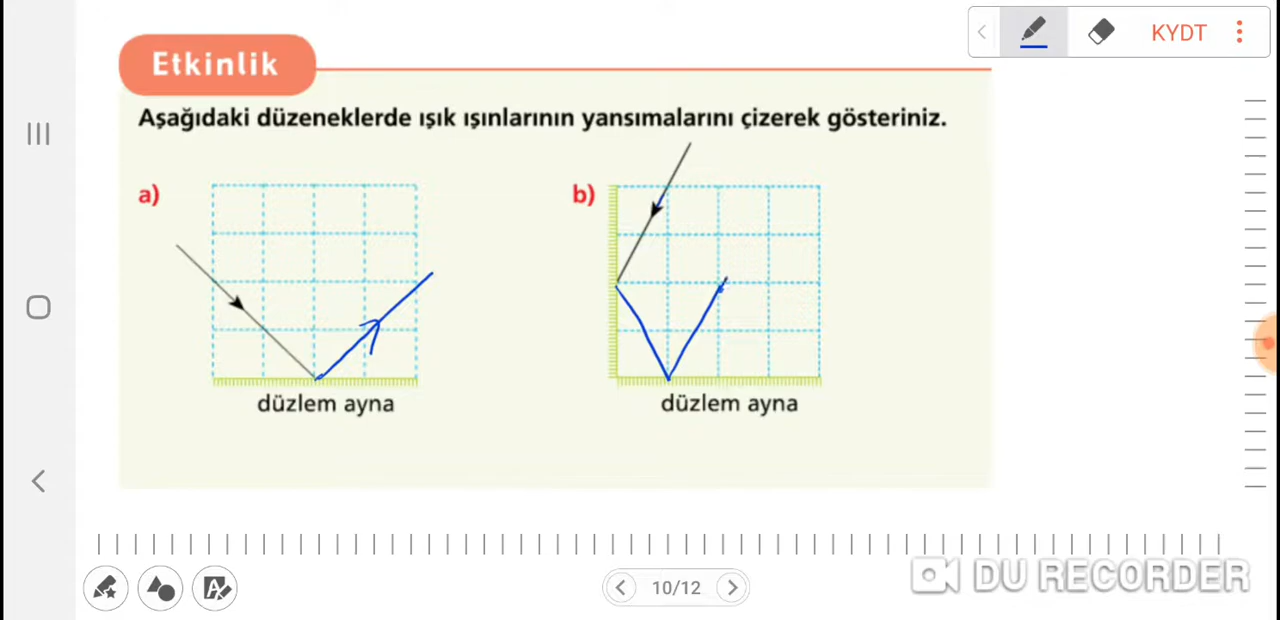 KYDT
Etkinlik
Aşağıdaki düzeneklerde ışık ışınlarının yansımalarını çizerek gösteriniz.
a)
b)
düzlem ayna
düzlem ayna
10/12
DU RECORDER